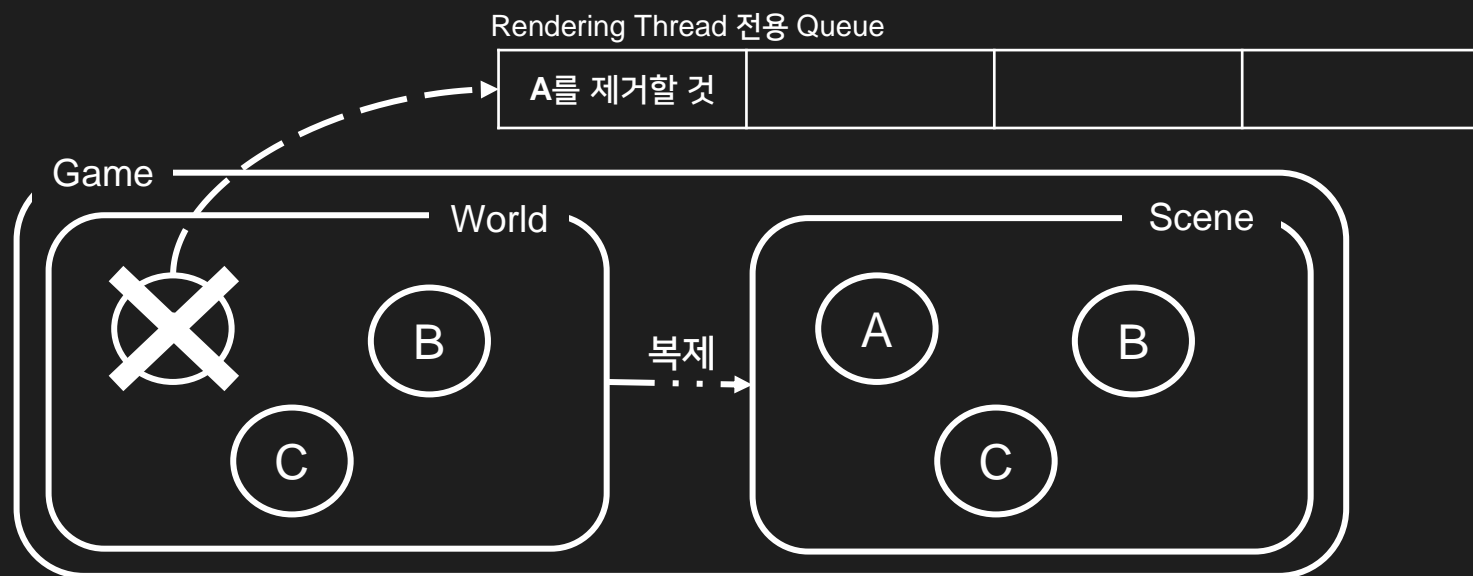 Rendering Thread 전용 Queue
A를 제거할 것
Game
World
Scene
B
C
복제
A
B
C